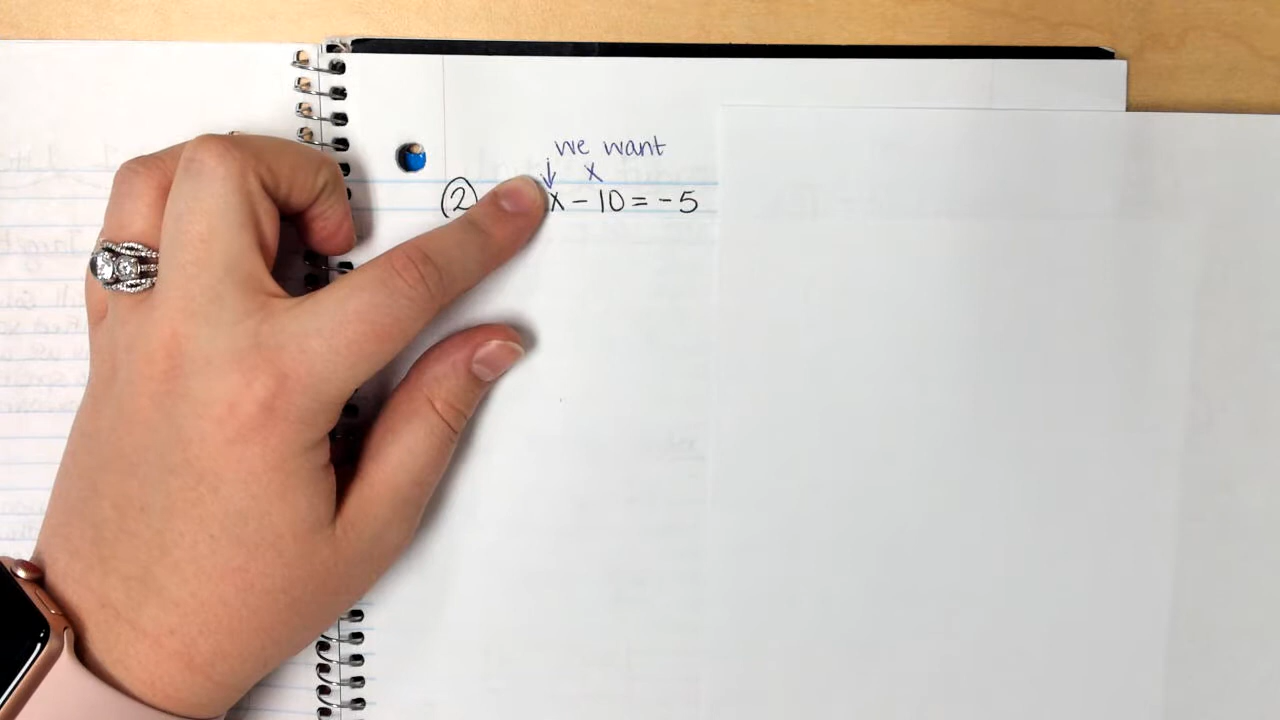 we want
x
② x - 10 = -5